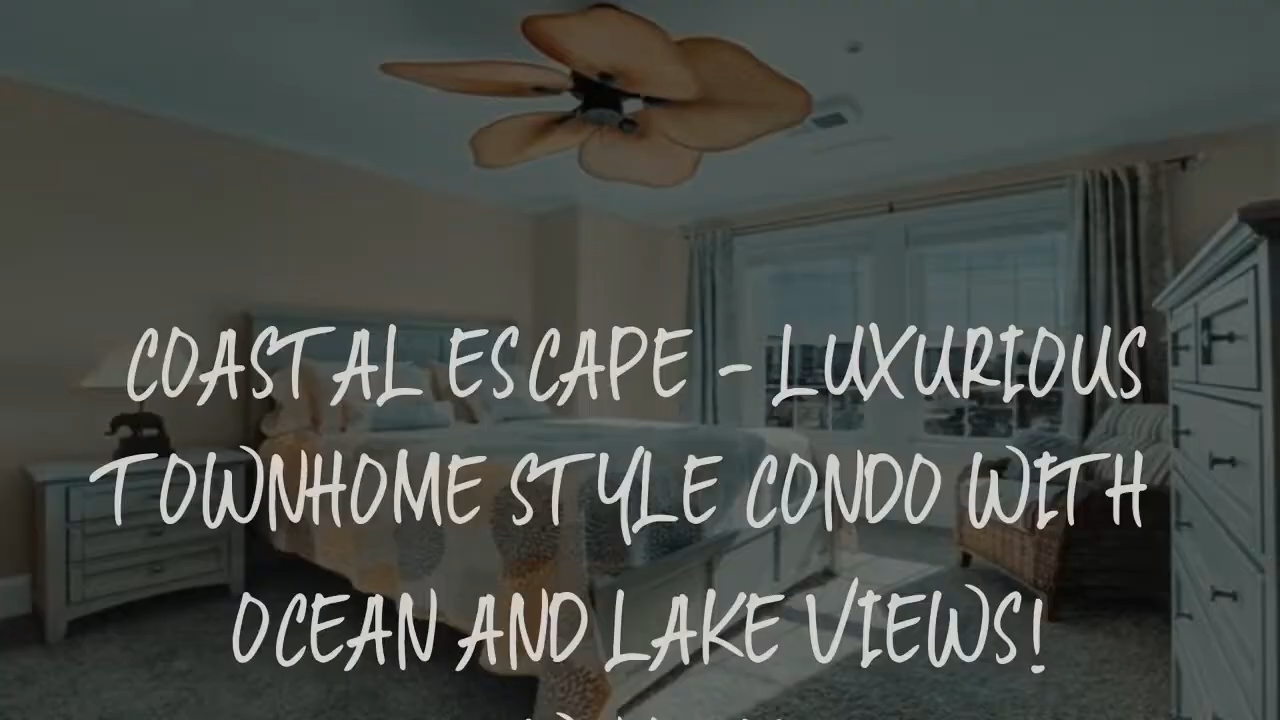 COASTAL ESCAPE - LUXURIOUS
TOWNHOME STYLE CONDO WITH
OCEAN AND LAKE VIEWS!